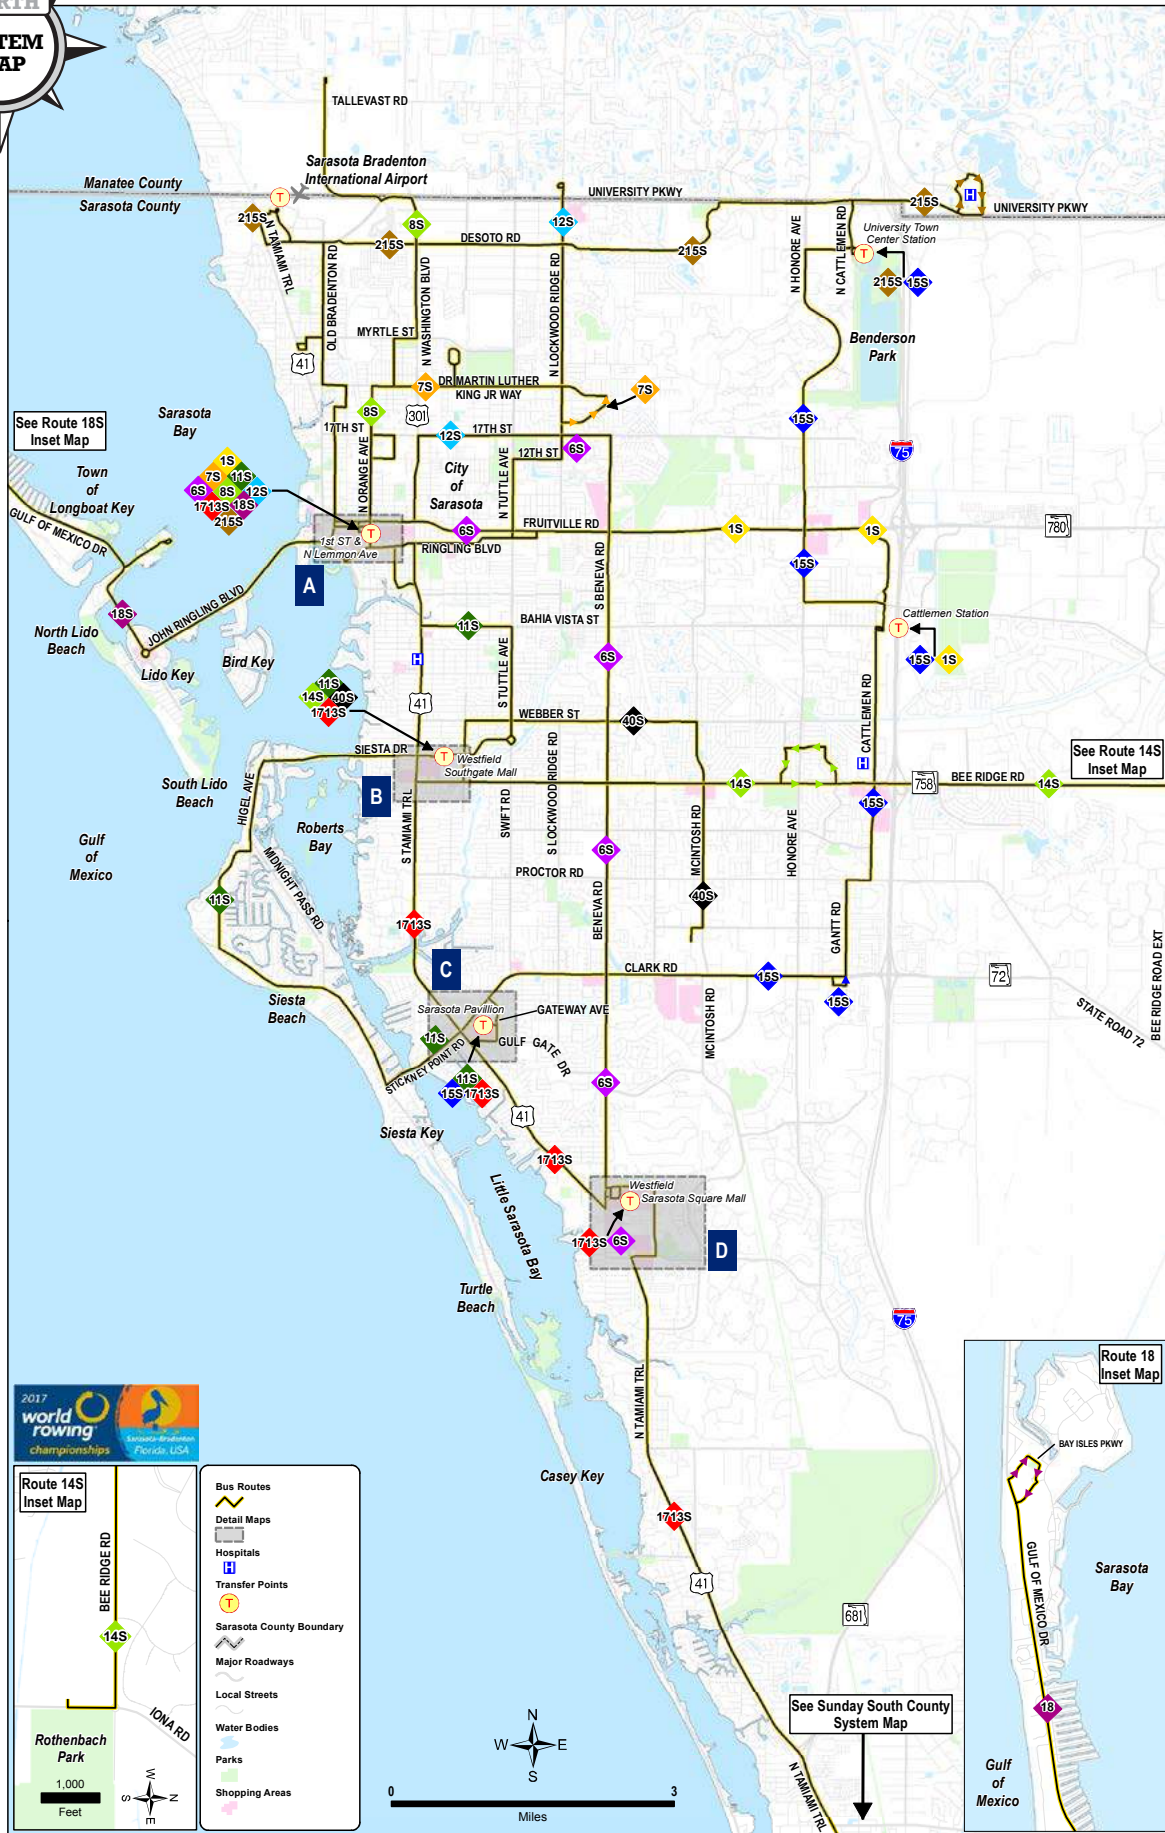 TEM
AP
TALLEVAST RD
Sarasota Bradenton
International Airport
Manatee County
Sarasota County
T
UNIVERSITY PKWY
H
UNIVERSITY PKWY
215S
215S
8S
12S
215S
215S
DESOTO RD
N TAMIAMI TRL
OLD BRADENTON RD
N WASHINGTON BLVD
N LOCKWOOD RIDGE RD
N HONORE AVE
N CATTLEMEN RD
University Town
Center Station
T
215S
15S
Benderson
Park
MYRTLE ST
41
DR MARTIN LUTHER
KING JR WAY
7S
7S
301
8S
17TH ST
12S
17TH ST
12TH ST
6S
15S
75
See Route 18S
Inset Map
Sarasota
Bay
Town
of
Longboat Key
GULF OF MEXICO DR
1S
7S
11S
6S
8S
12S
1713S
18S
215S
N ORANGE AVE
City
of
Sarasota
N TUTTLE AVE
T
1st ST &
N Lemmon Ave
6S
FRUITVILLE RD
RINGLING BLVD
1S
1S
780
A
S BENEVA RD
15S
18S
JOHN RINGLING BLVD
North Lido
Beach
Lido Key
Bird Key
11S
BAHIA VISTA ST
S TUTTLE AVE
Cattlemen Station
T
15S
1S
6S
H
41
11S
14S
40S
1713S
WEBBER ST
40S
CATTLEMEN RD
H
SIESTA DR
T
Westfield
Southgate Mall
See Route 14S
Inset Map
South Lido
Beach
HIGEL AVE
B
14S
758
BEE RIDGE RD
14S
15S
S TAMIAMI TRL
SWIFT RD
S LOCKWOOD RIDGE RD
MCINTOSH RD
HONORE AVE
Gulf
of
Mexico
Roberts
Bay
MIDNIGHT PASS RD
6S
PROCTOR RD
11S
40S
BENEVA RD
GANTT RD
BEE RIDGE ROAD EXT
1713S
C
CLARK RD
15S
15S
72
STATE ROAD 72
Siesta
Beach
Sarasota Pavillion
T
GATEWAY AVE
GULF GATE DR
MCINTOSH RD
11S
STICKNEY POINT RD
11S
15S
1713S
6S
41
Siesta Key
1713S
Little Sarasota Bay
Westfield
Sarasota Square Mall
T
1713S
6S
D
Turtle
Beach
75
N TAMIAMI TRL
Casey Key
1713S
41
681
See Sunday South County
System Map
N TAMIAMI TRL
2017
world
rowing
championships
Sarasota-Bradenton
Florida, USA
Route 14S
Inset Map
BEE RIDGE RD
14S
IONA RD
Rothenbach
Park
1,000
Feet
W
S
N
E
Bus Routes
Detail Maps
Hospitals
H
Transfer Points
T
Sarasota County Boundary
Major Roadways
Local Streets
Water Bodies
Parks
Shopping Areas
N
W
E
S
0
3
Miles
Route 18
Inset Map
BAY ISLES PKWY
GULF OF MEXICO DR
Sarasota
Bay
18
Gulf
of
Mexico